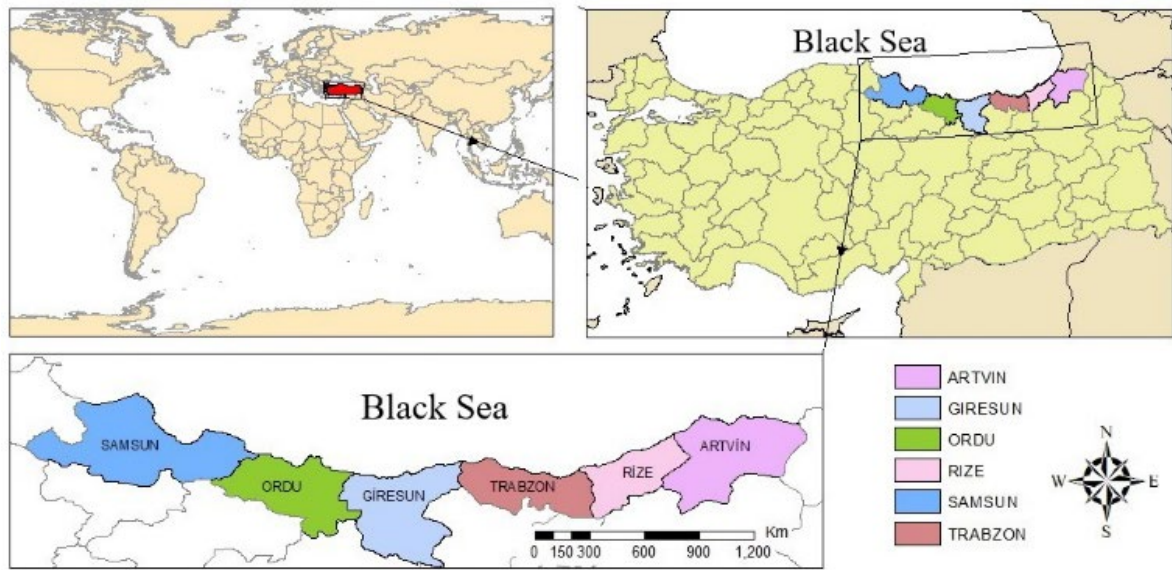 Black Sea
Black Sea
SAMSUN
ORDU
GİRESUN
TRABZON
RİZE
ARTVİN
Km
0 150 300 600 900 1,200
ARTVIN
GIRESUN
ORDU
RIZE
SAMSUN
TRABZON
N
W E
S